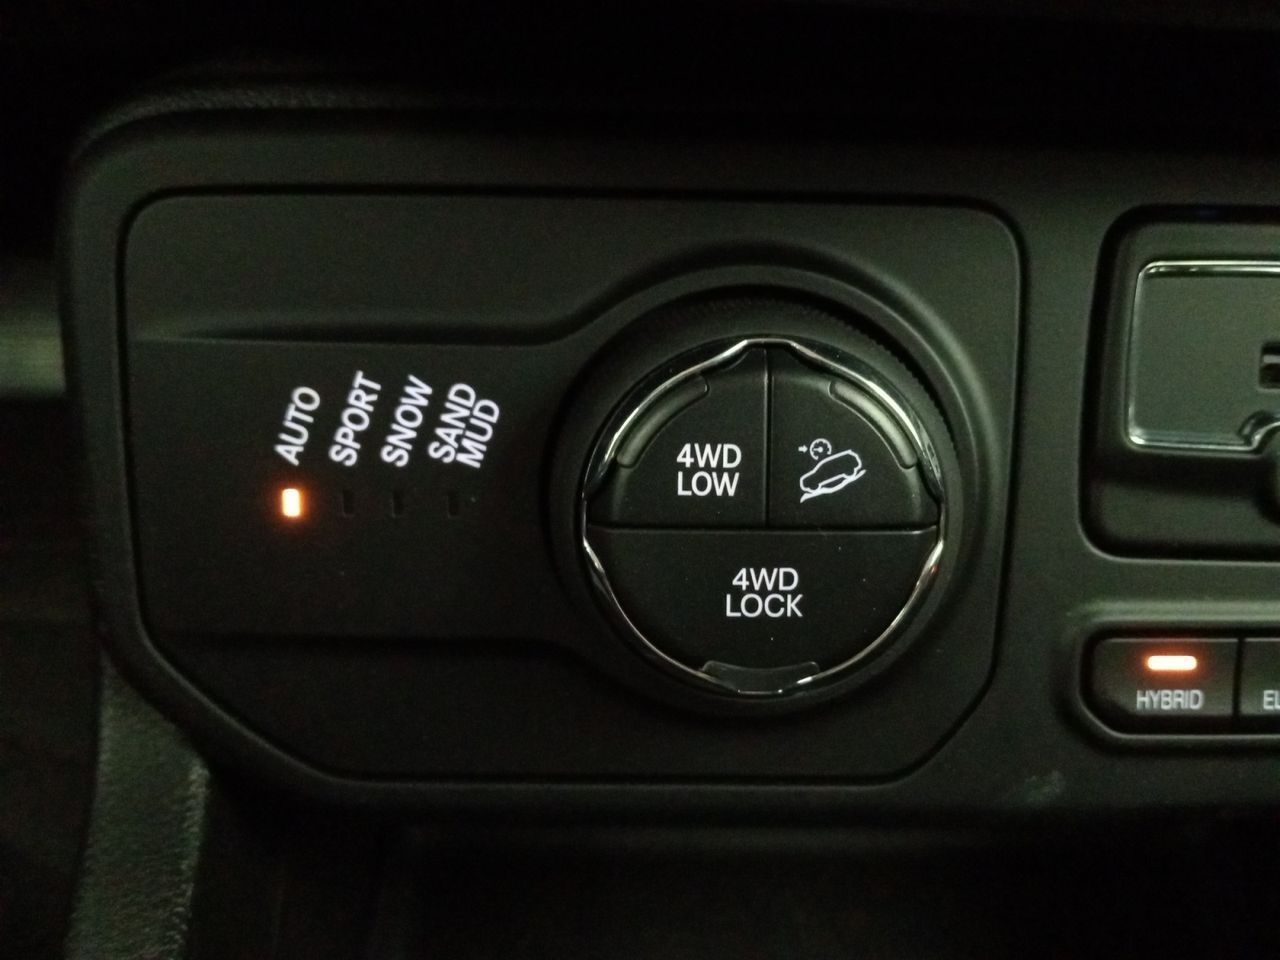 AUTO
SPORT
SNOW
SAND
MUD
4WD
LOW
4WD
LOCK
HYBRID